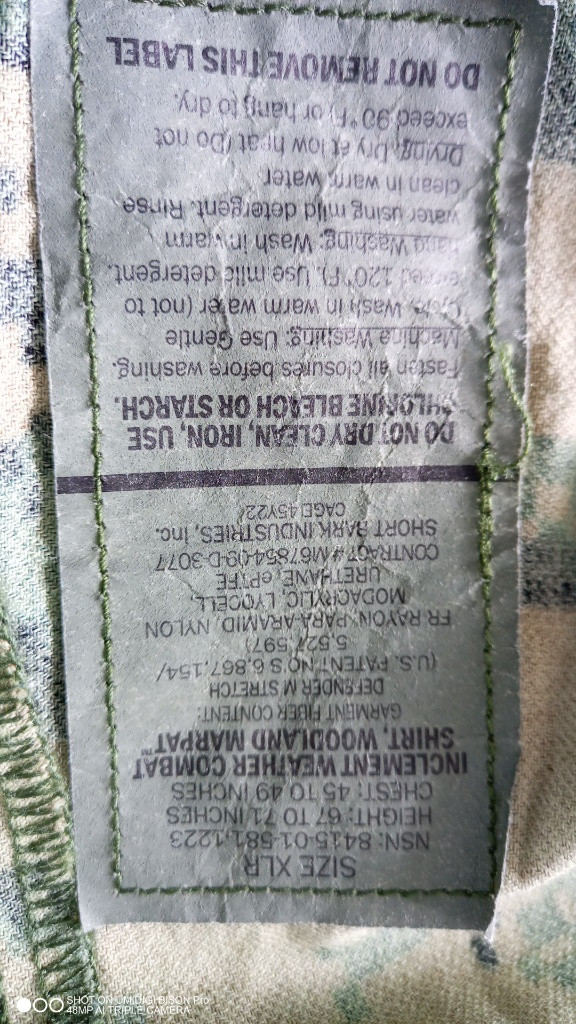 SIZE XLR
NSN: 8415-01-581,1223
HEIGHT: 67 TO 71 INCHES
CHEST: 45 TO 49 INCHES
INCLEMENT WEATHER COMBAT
SHIRT, WOODLAND MARPAT™
GARMENT FIBER CONTENT:
DEFENDER M STRETCH
(U.S. PATENT NO'S 6,867,154/
5,527,597)
FR RAYON, PARA-ARAMID, NYLON
MODACRYLIC, LYOCELL,
URETHANE, ePTFE
CONTRACT # M67854-09-D-3077
SHORT BARK INDUSTRIES, Inc.
CAGE 45Y22
DO NOT DRY CLEAN, IRON, USE
CHLORINE BLEACH OR STARCH.
Fasten all closures before washing.
Machine Washing: Use Gentle
Cycle. Wash in warm water (not to
exceed 120°F). Use mild detergent.
Hand Washing: Wash in warm
water using mild detergent. Rinse
clean in warm water
Drying: Dry at low heat (Do not
exceed 90°F) or hang to dry.
DO NOT REMOVE THIS LABEL
SHOT ON UMIDIGI BISON Pro
48MP AI TRIPLE CAMERA